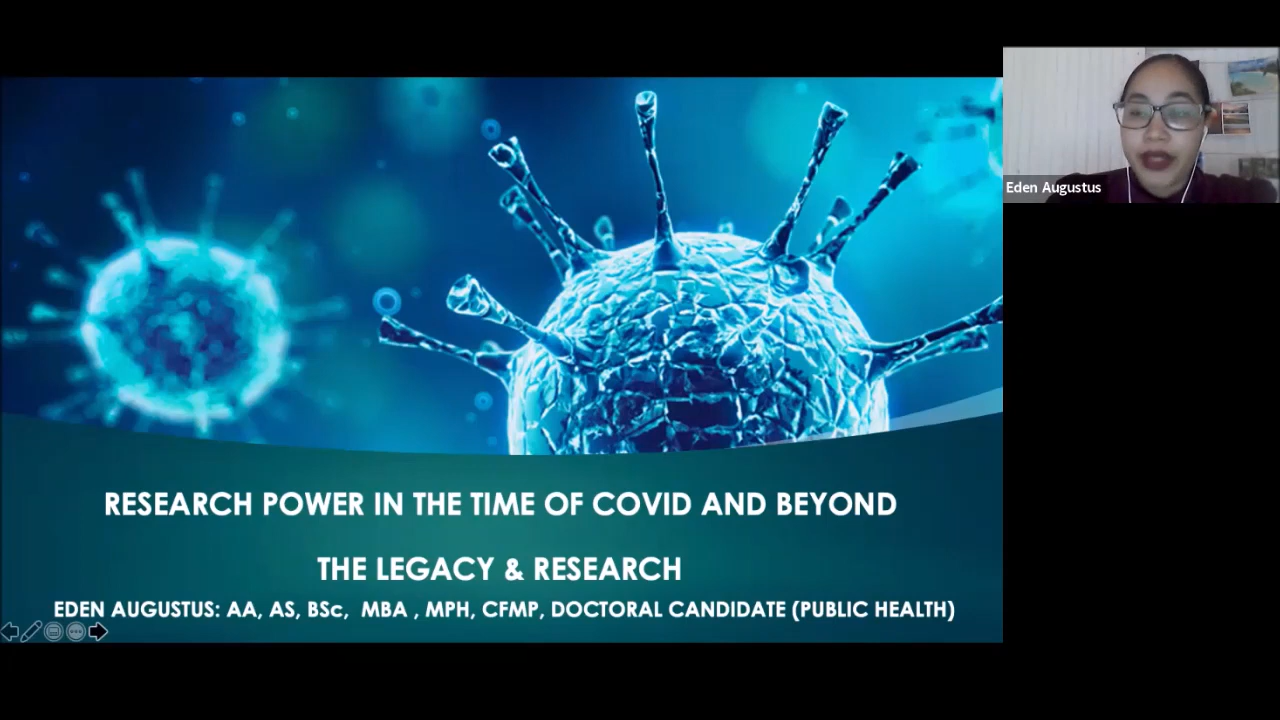 RESEARCH POWER IN THE TIME OF COVID AND BEYOND
THE LEGACY & RESEARCH
EDEN AUGUSTUS: AA, AS, BSc, MBA , MPH, CFMP, DOCTORAL CANDIDATE (PUBLIC HEALTH)
Eden Augustus